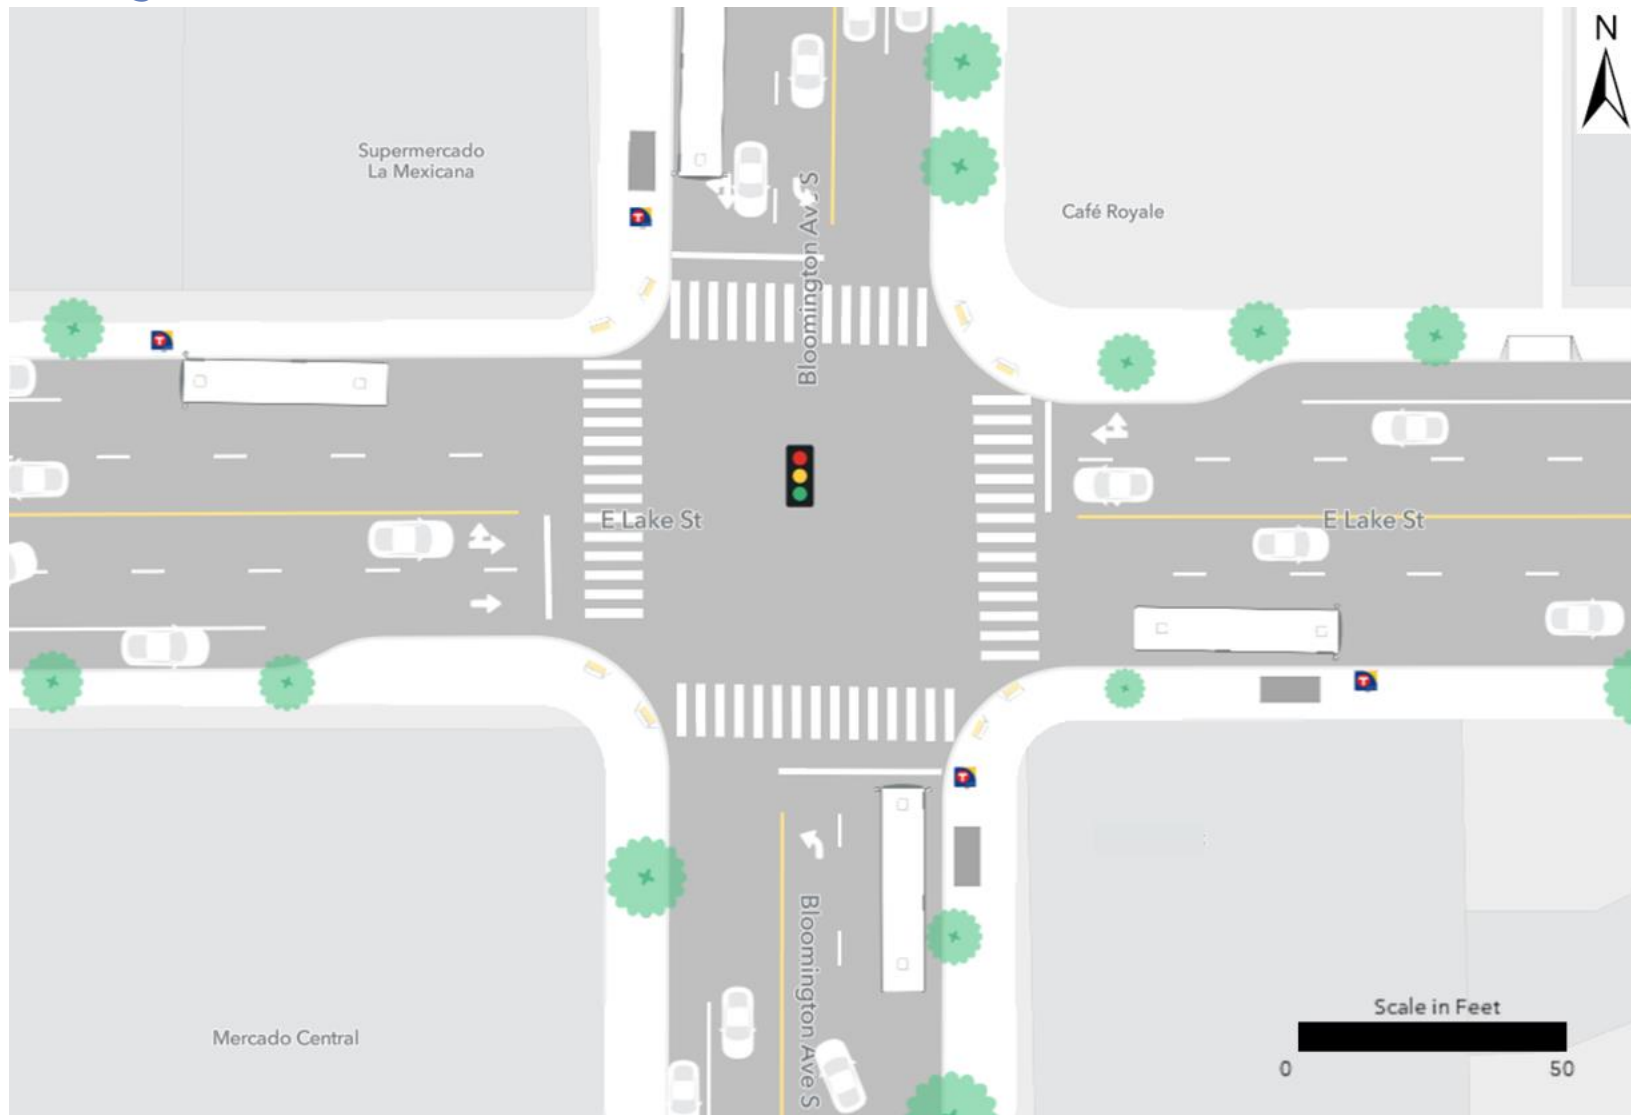 N
Supermercado
La Mexicana
Café Royale
Bloomington Av S
T
T
E Lake St
E Lake St
T
T
Bloomington Ave S
Mercado Central
Scale in Feet
0
50